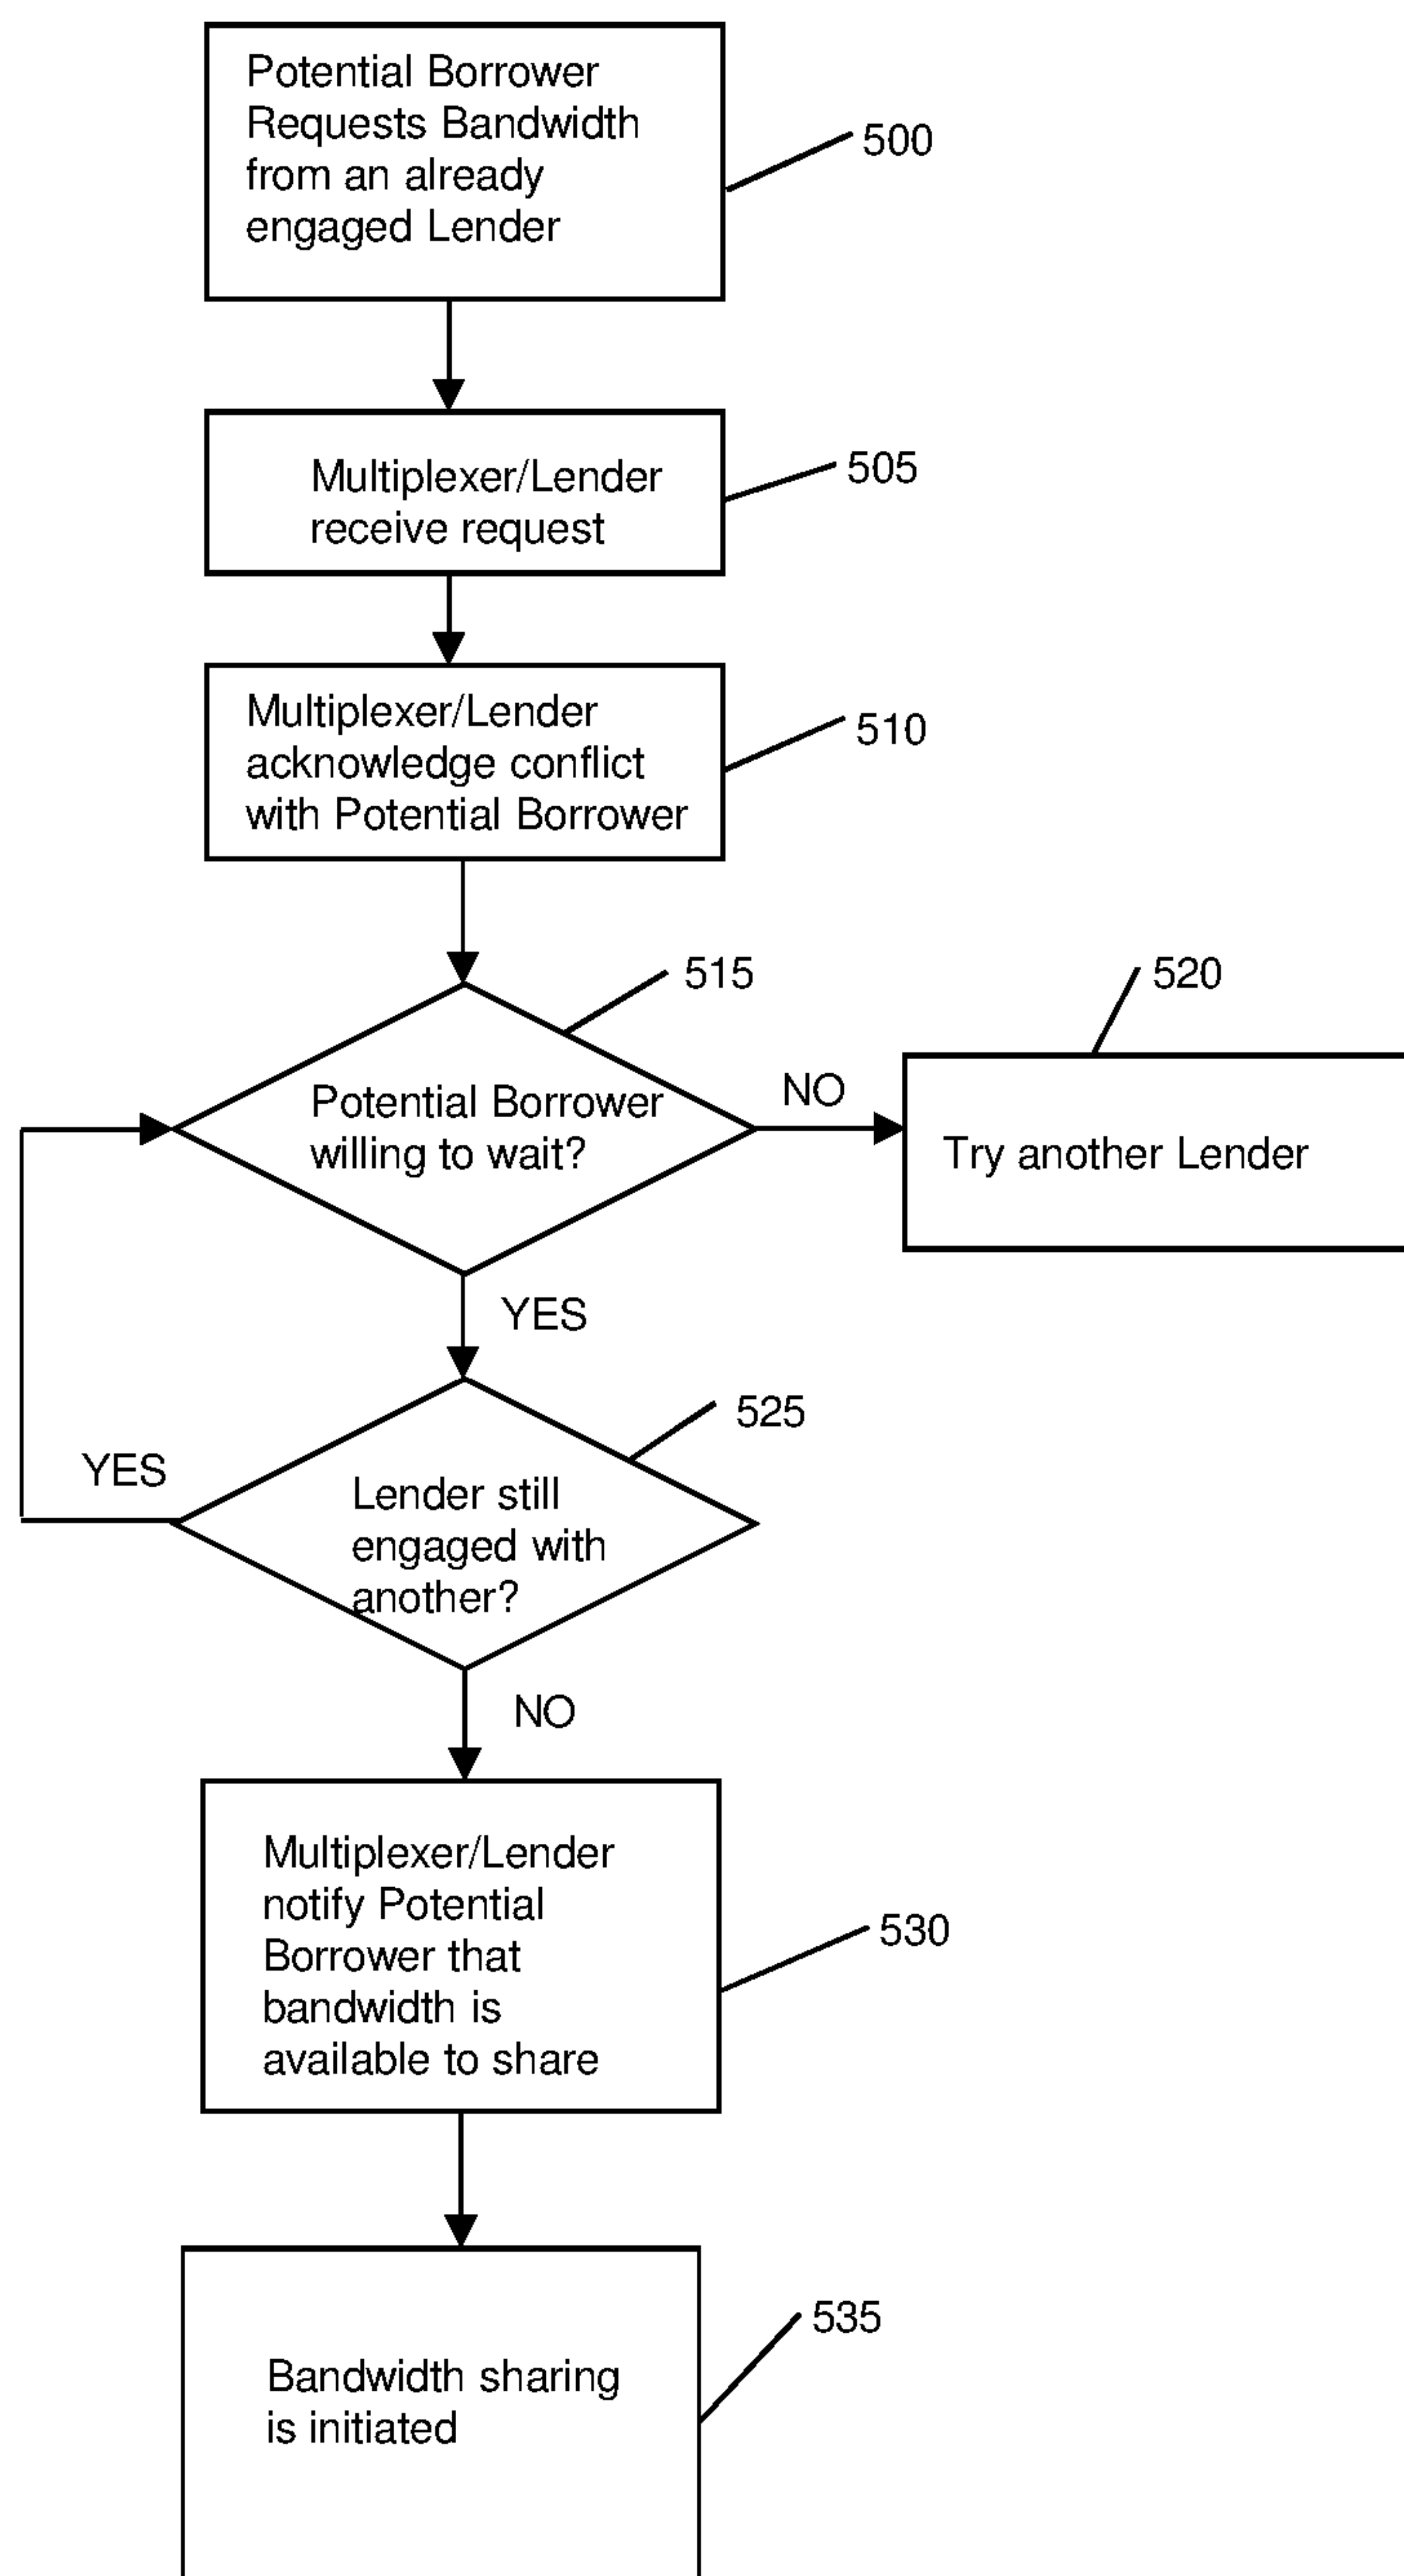 Potential Borrower
Requests Bandwidth
from an already
engaged Lender
500
Multiplexer/Lender
receive request
505
Multiplexer/Lender
acknowledge conflict
with Potential Borrower
510
515
520
Potential Borrower
willing to wait?
NO
Try another Lender
YES
525
YES
Lender still
engaged with
another?
NO
Multiplexer/Lender
notify Potential
Borrower that
bandwidth is
available to share
530
535
Bandwidth sharing
is initiated